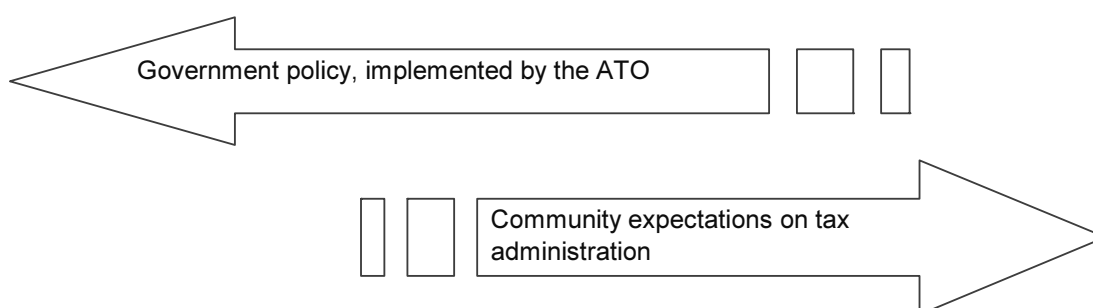 Government policy, implemented by the ATO
Community expectations on tax
administration